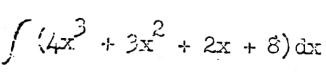 ∫ (4x³ + 3x² + 2x + 8) dx